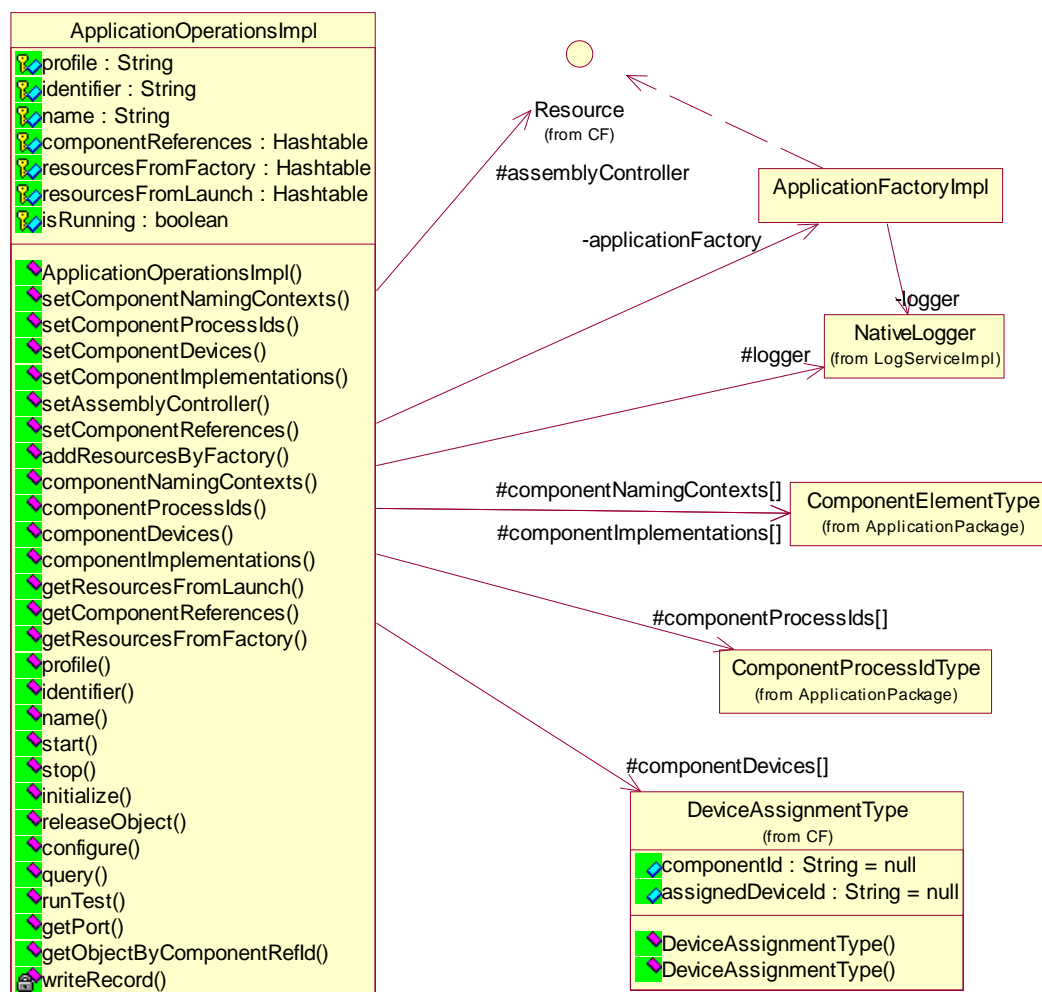 ApplicationOperationsImpl
profile : String
identifier : String
name : String
componentReferences : Hashtable
resourcesFromFactory : Hashtable
resourcesFromLaunch : Hashtable
isRunning : boolean
ApplicationOperationsImpl()
setComponentNamingContexts()
setComponentProcessIds()
setComponentDevices()
setComponentImplementations()
setAssemblyController()
setComponentReferences()
addResourcesByFactory()
componentNamingContexts()
componentProcessIds()
componentDevices()
componentImplementations()
getResourcesFromLaunch()
getComponentReferences()
getResourcesFromFactory()
profile()
identifier()
name()
start()
stop()
initialize()
releaseObject()
configure()
query()
runTest()
getPort()
getObjectByComponentRefId()
writeRecord()
Resource
(from CF)
#assemblyController
ApplicationFactoryImpl
-applicationFactory
-logger
NativeLogger
(from LogServiceImpl)
#logger
#componentNamingContexts[]
#componentImplementations[]
ComponentElementType
(from ApplicationPackage)
#componentProcessIds[]
ComponentProcessIdType
(from ApplicationPackage)
#componentDevices[]
DeviceAssignmentType
(from CF)
componentId : String = null
assignedDeviceId : String = null
DeviceAssignmentType()
DeviceAssignmentType()